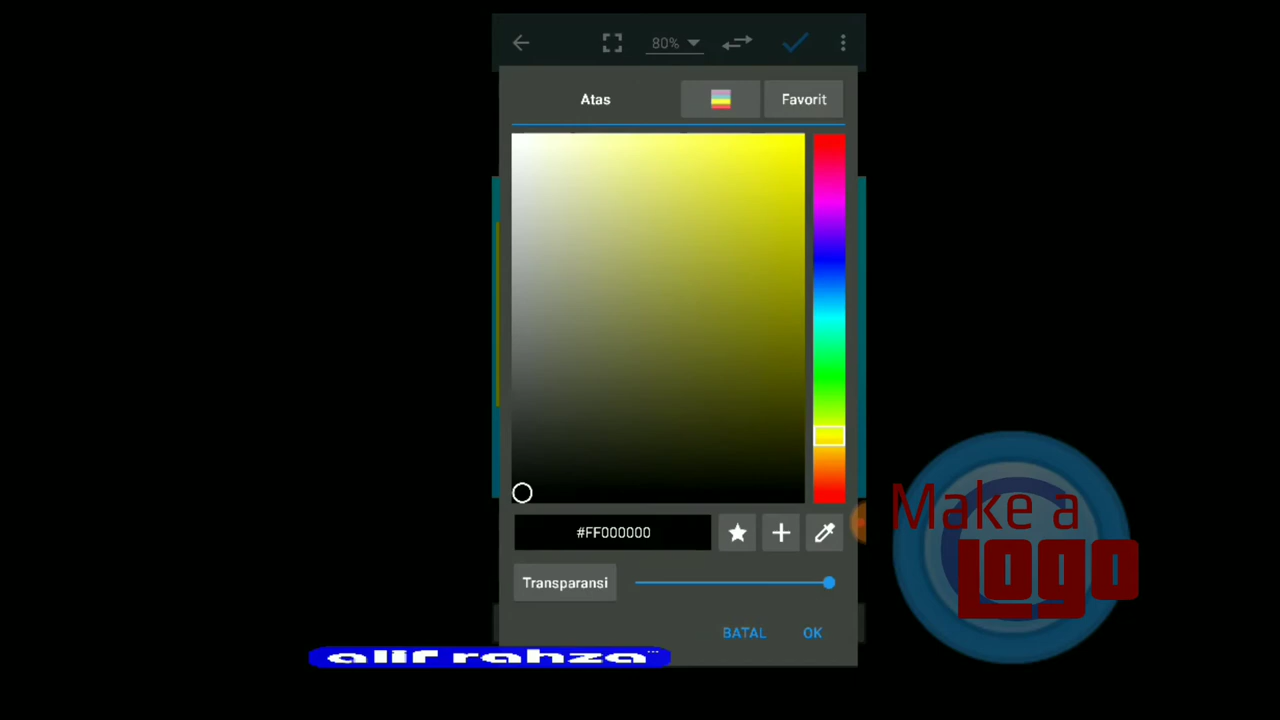 80%
Atas
Favorit
#FF000000
Transparansi
BATAL
OK
alif rahza
Make a
Logo